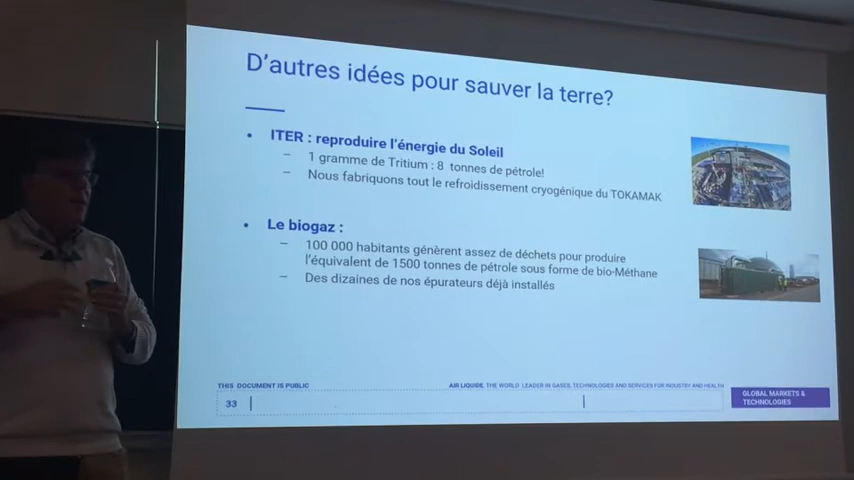 D'autres idées pour sauver la terre?
• ITER : reproduire l'énergie du Soleil
– 1 gramme de Tritium : 8 tonnes de pétrole!
– Nous fabriquons tout le refroidissement cryogénique du TOKAMAK
• Le biogaz :
– 100 000 habitants génèrent assez de déchets pour produire
l'équivalent de 1500 tonnes de pétrole sous forme de bio-Méthane
– Des dizaines de nos épurateurs déjà installés
THIS DOCUMENT IS PUBLIC
AIR LIQUIDE, THE WORLD LEADER IN GASES, TECHNOLOGIES AND SERVICES FOR INDUSTRY AND HEALTH
33
GLOBAL MARKETS &
TECHNOLOGIES